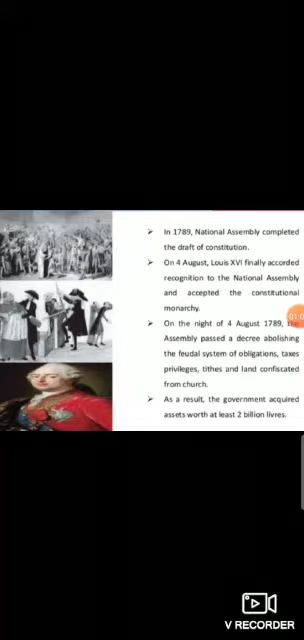 ➢ In 1789, National Assembly completed
the draft of constitution.
➢ On 4 August, Louis XVI finally accorded
recognition to the National Assembly
and accepted the constitutional
monarchy.
➢ On the night of 4 August 1789, the
Assembly passed a decree abolishing
the feudal system of obligations, taxes
privileges, tithes and land confiscated
from church.
➢ As a result, the government acquired
assets worth at least 2 billion livres.
V RECORDER